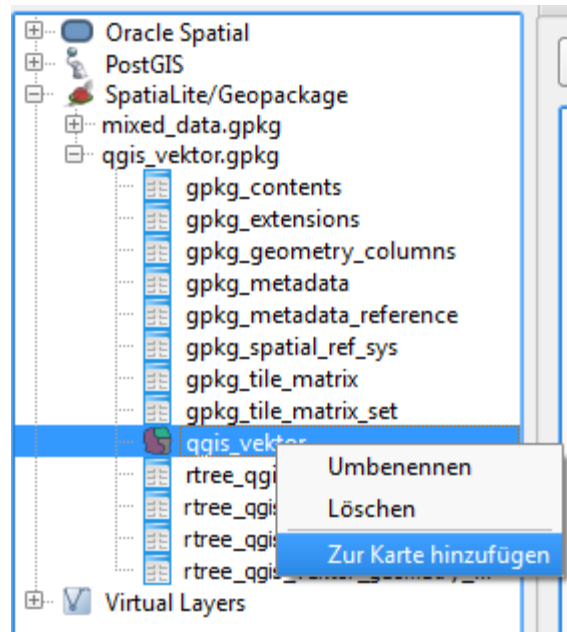 Oracle Spatial
PostGIS
SpatiaLite/Geopackage
mixed_data.gpkg
qgis_vektor.gpkg
gpkg_contents
gpkg_extensions
gpkg_geometry_columns
gpkg_metadata
gpkg_metadata_reference
gpkg_spatial_ref_sys
gpkg_tile_matrix
gpkg_tile_matrix_set
qgis_vektor
Umbenennen
Löschen
Zur Karte hinzufügen
Virtual Layers